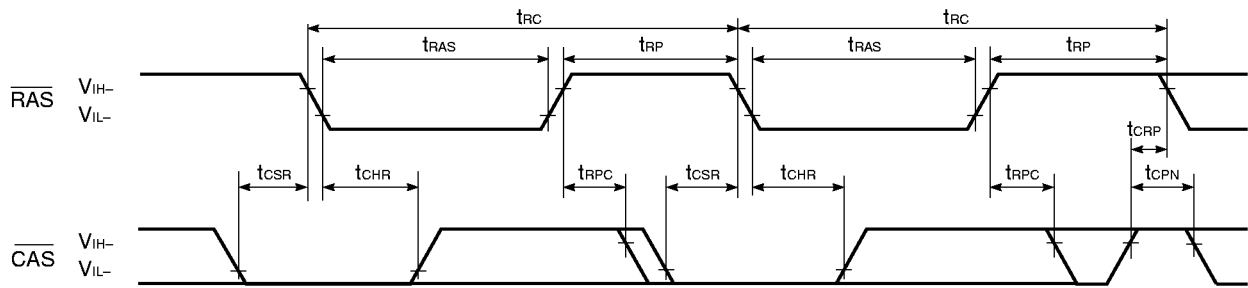 tRC tRC
tRAS tRP tRAS tRP
RAS VIH– VIL–
tCRP
tCSR tCHR tRPC tCSR tCHR tRPC tCPN
CAS VIH– VIL–